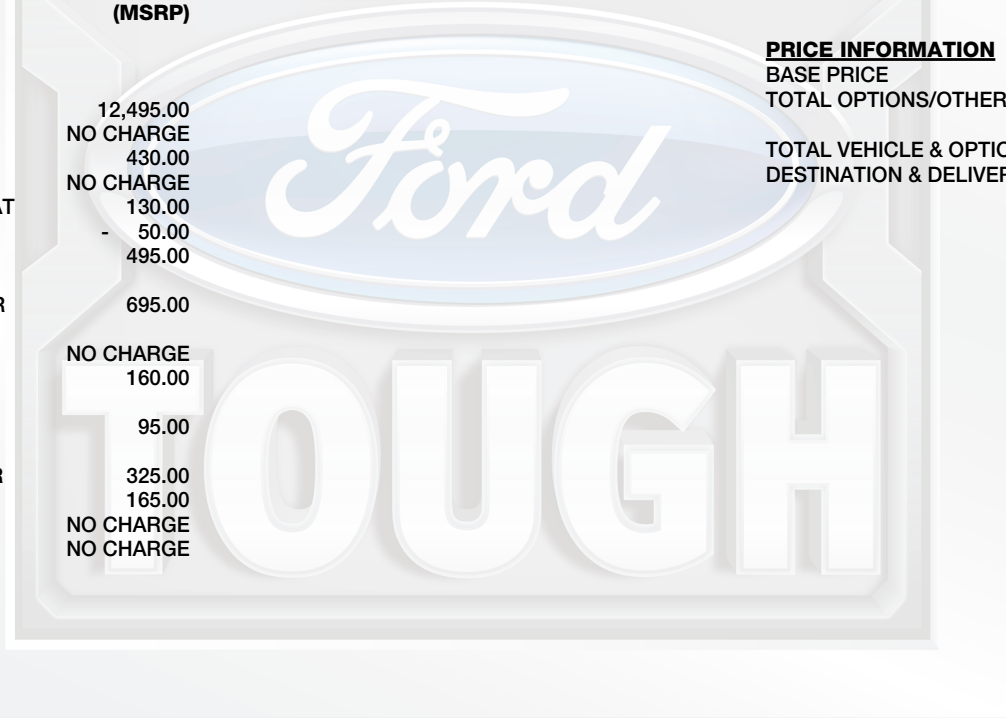 (MSRP)
12,495.00
NO CHARGE
430.00
NO CHARGE
AT 130.00
- 50.00
495.00
R 695.00
NO CHARGE
160.00
95.00
R 325.00
165.00
NO CHARGE
NO CHARGE
PRICE INFORMATION
BASE PRICE
TOTAL OPTIONS/OTHER
TOTAL VEHICLE & OPTIO
DESTINATION & DELIVER
Ford
TOUGH